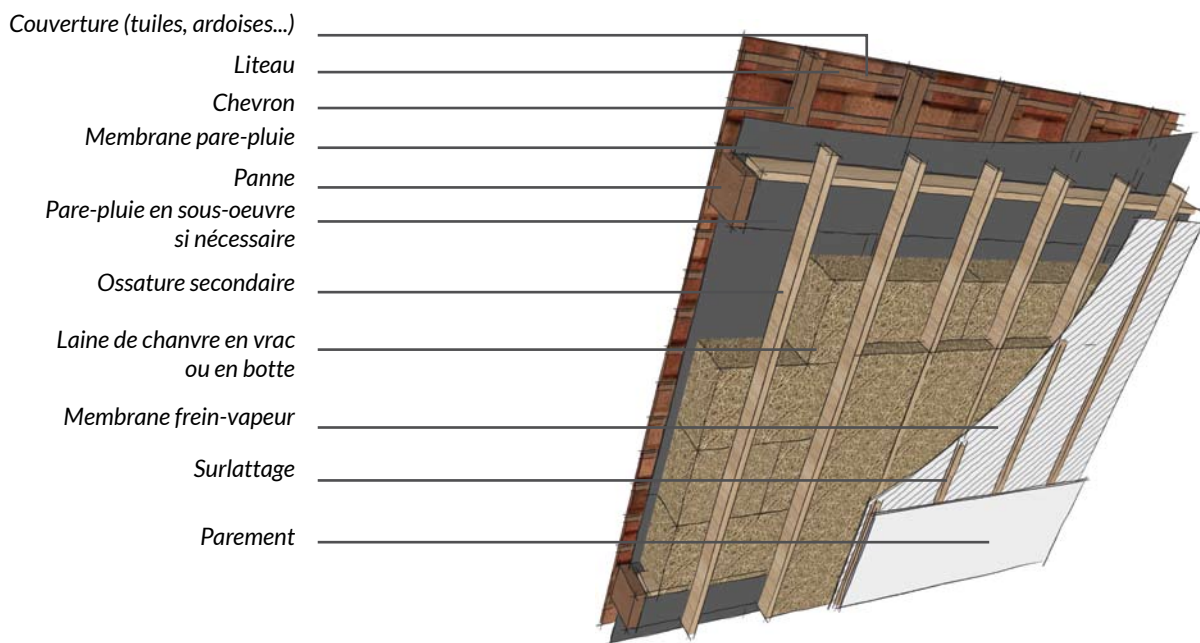 Couverture (tuiles, ardoises...)
Liteau
Chevron
Membrane pare-pluie
Panne
Pare-pluie en sous-oeuvre
si nécessaire
Ossature secondaire
Laine de chanvre en vrac
ou en botte
Membrane frein-vapeur
Surlattage
Parement